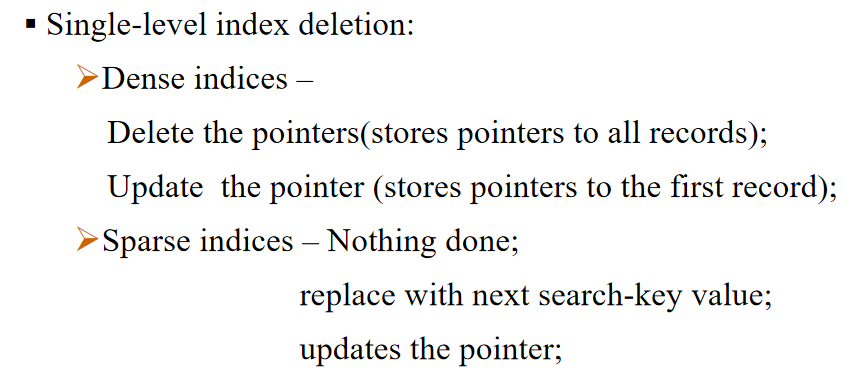 ▪ Single-level index deletion:
➢Dense indices –
Delete the pointers(stores pointers to all records);
Update  the pointer (stores pointers to the first record);
➢Sparse indices – Nothing done;
replace with next search-key value;
updates the pointer;